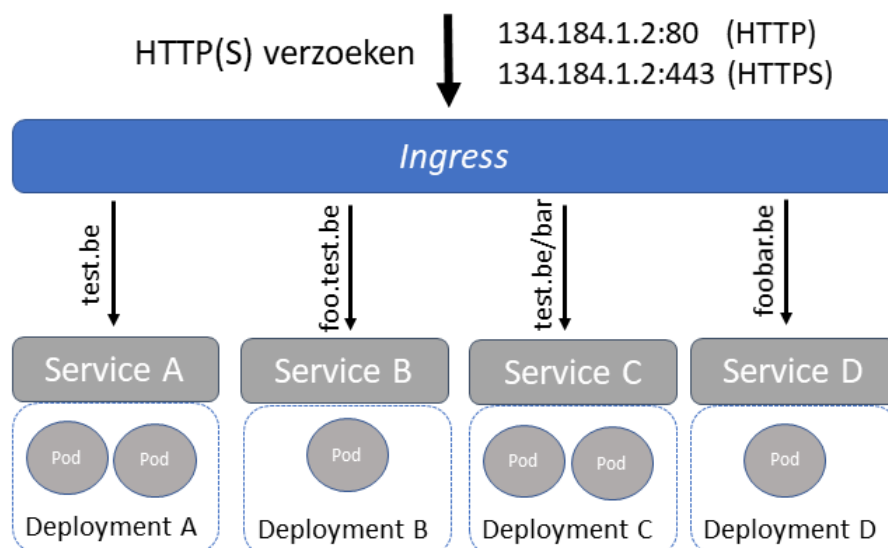 HTTP(S) verzoeken
134.184.1.2:80 (HTTP)
134.184.1.2:443 (HTTPS)
Ingress
test.be
foo.test.be
test.be/bar
foobar.be
Service A
Service B
Service C
Service D
Pod
Pod
Pod
Pod
Pod
Pod
Deployment A
Deployment B
Deployment C
Deployment D